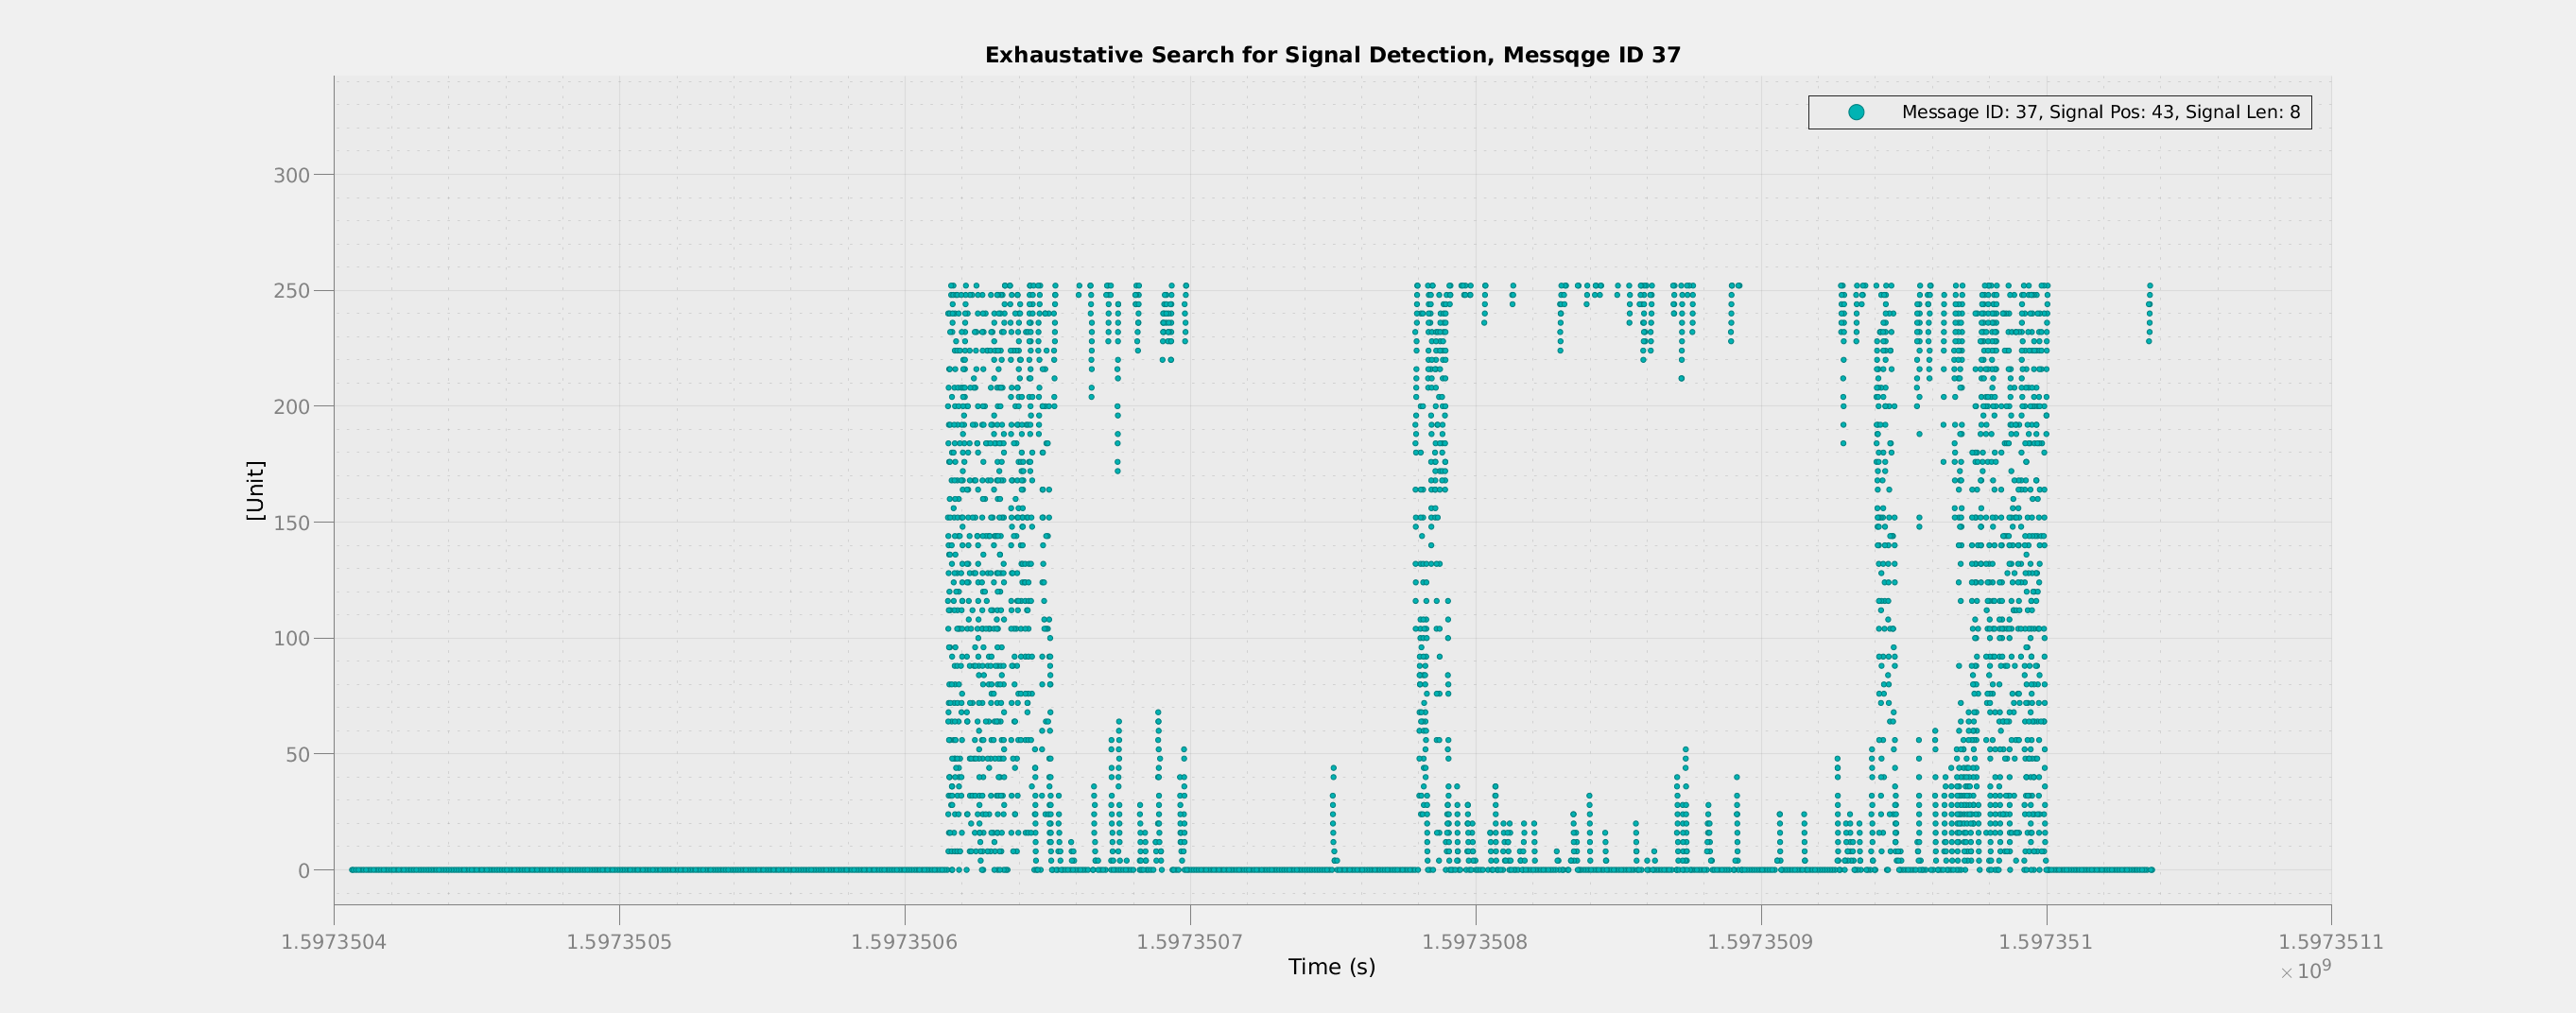 Exhaustative Search for Signal Detection, Messqge ID 37
Message ID: 37, Signal Pos: 43, Signal Len: 8
300
250
200
150
100
50
0
[Unit]
1.5973504 1.5973505 1.5973506 1.5973507 1.5973508 1.5973509 1.597351 1.5973511
Time (s)
×10⁹